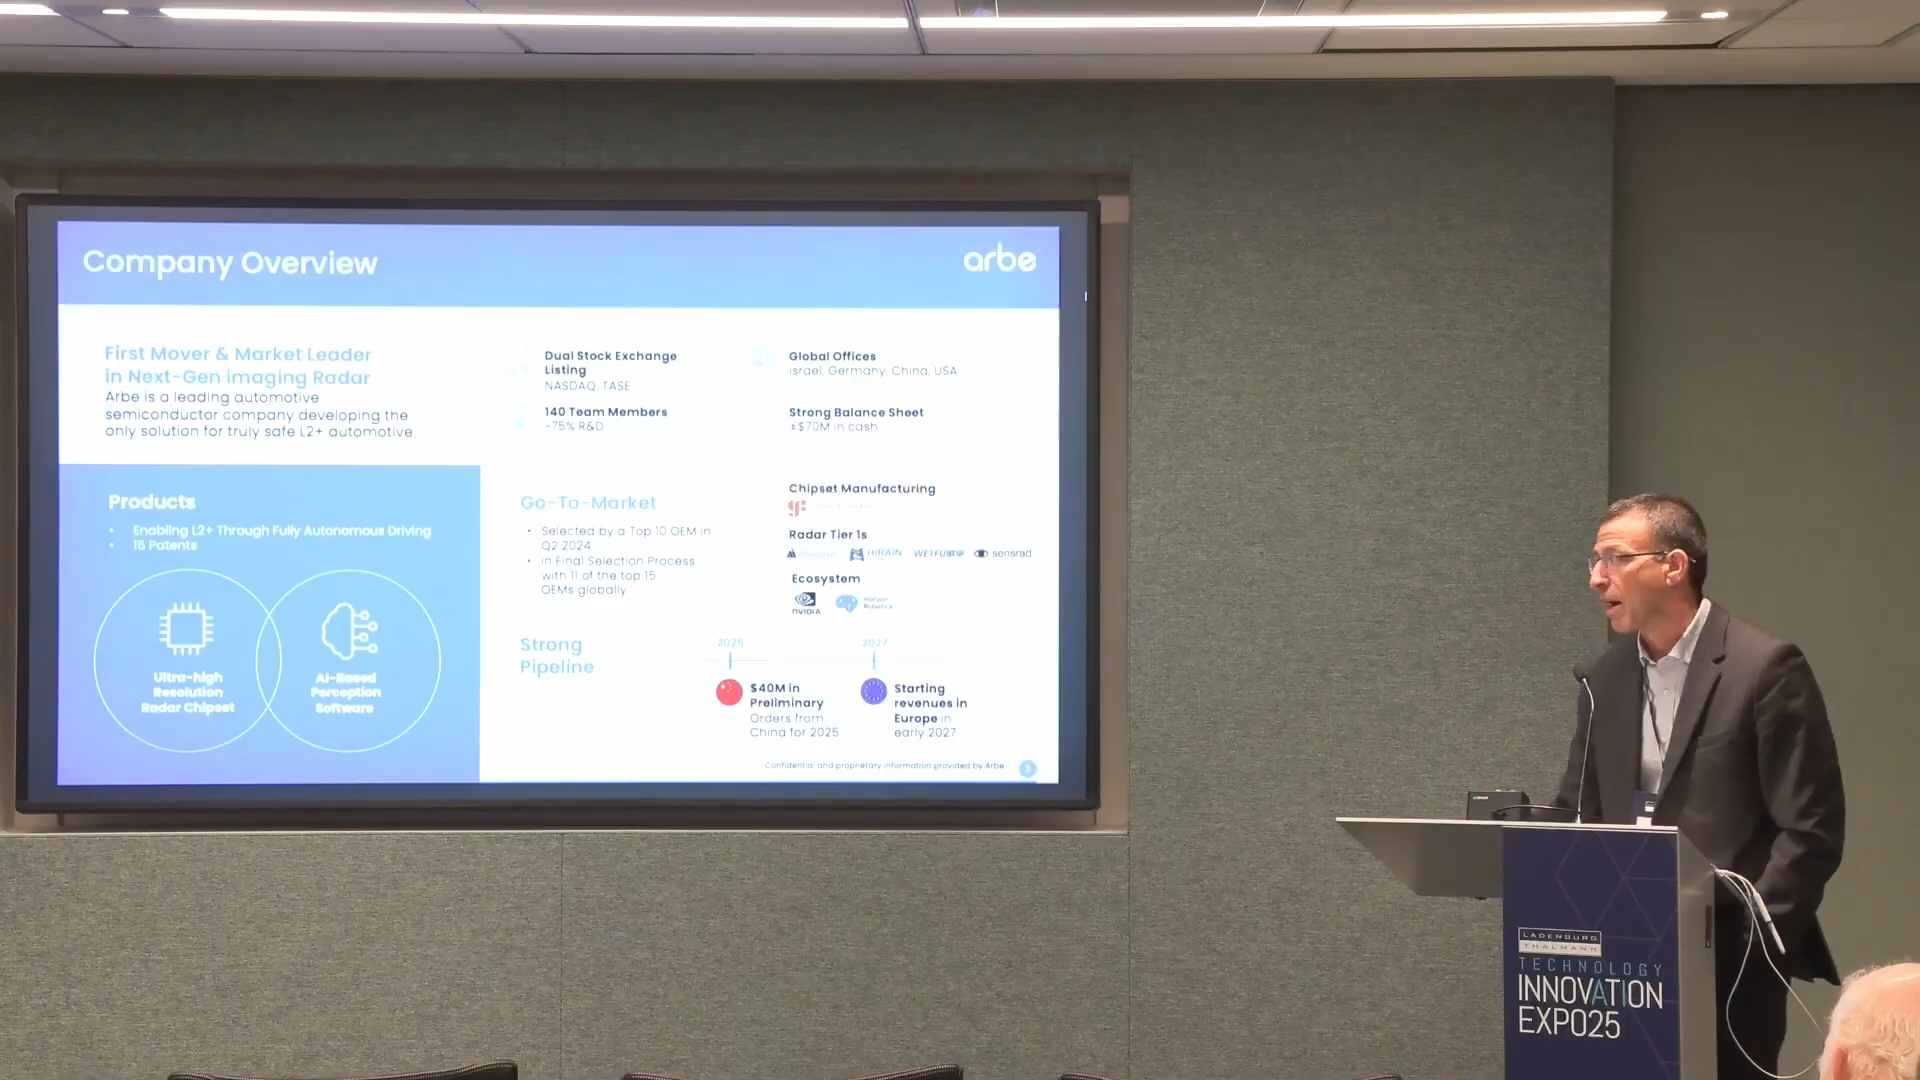 Company Overview
arbe
First Mover & Market Leader
in Next-Gen imaging Radar
Arbe is a leading automotive
semiconductor company developing the
only solution for truly safe L2+ automotive
Dual Stock Exchange
Listing
NASDAQ, TASE
140 Team Members
~75% R&D
Global Offices
Israel, Germany, China, USA
Strong Balance Sheet
±$70M in cash
Products
• Enabling L2+ Through Fully Autonomous Driving
• 15 Patents
Ultra-high
Resolution
Radar Chipset
AI-Based
Perception
Software
Go-To-Market
• Selected by a Top 10 OEM in
Q2 2024
• In Final Selection Process
with 11 of the top 15
OEMs globally
Chipset Manufacturing
gf
Radar Tier 1s
HIRAIN
sensrad
Ecosystem
NVIDIA
Horizon
Robotics
Strong
Pipeline
2025
$40M in
Preliminary
Orders from
China for 2025
2027
Starting
revenues in
Europe in
early 2027
Confidential and proprietary information provided by Arbe
3
LADENBURG
THALMANN
TECHNOLOGY
INNOVATION
EXPO25